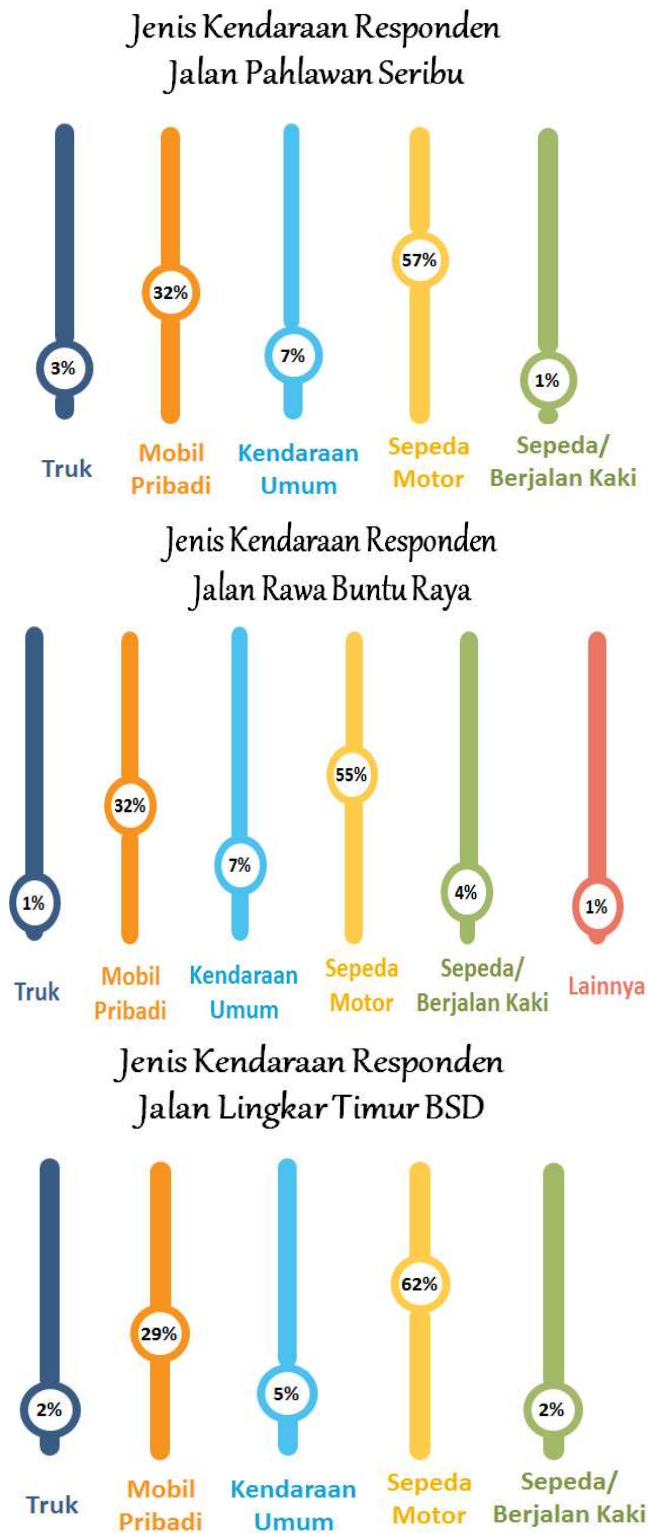 Jenis Kendaraan Responden
Jalan Pahlawan Seribu
3%
32%
7%
57%
1%
Truk
Mobil
Pribadi
Kendaraan
Umum
Sepeda
Motor
Sepeda/
Berjalan Kaki
Jenis Kendaraan Responden
Jalan Rawa Buntu Raya
1%
32%
7%
55%
4%
1%
Truk
Mobil
Pribadi
Kendaraan
Umum
Sepeda
Motor
Sepeda/
Berjalan Kaki
Lainnya
Jenis Kendaraan Responden
Jalan Lingkar Timur BSD
2%
29%
5%
62%
2%
Truk
Mobil
Pribadi
Kendaraan
Umum
Sepeda
Motor
Sepeda/
Berjalan Kaki